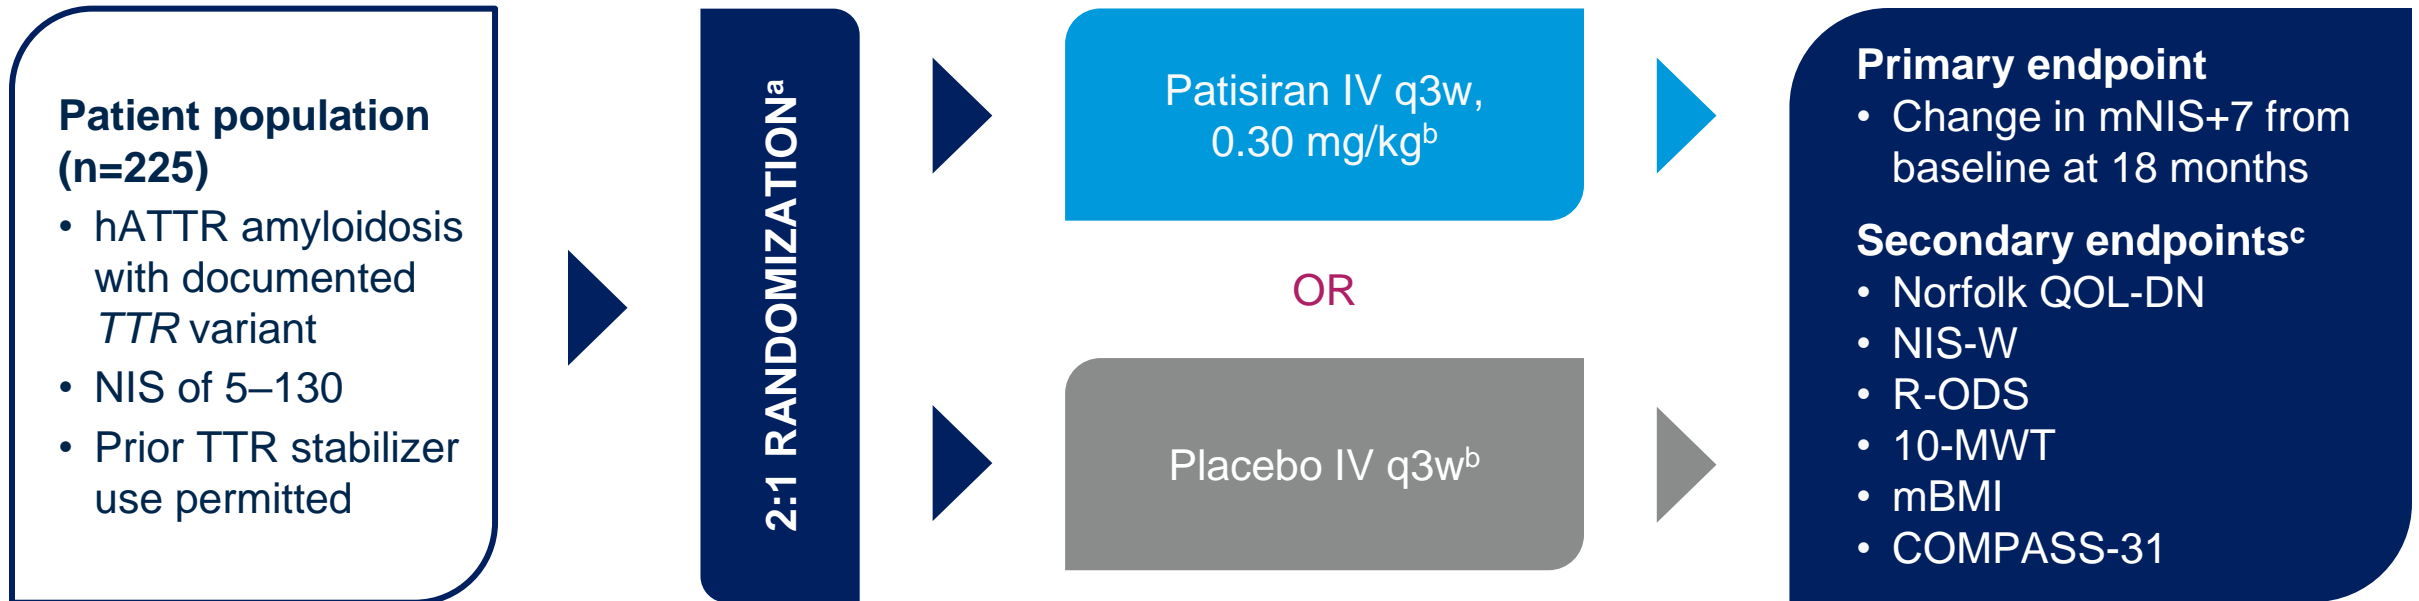 Patient population
(n=225)
• hATTR amyloidosis
with documented
TTR variant
• NIS of 5–130
• Prior TTR stabilizer
use permitted
2:1 RANDOMIZATIONᵃ
Patisiran IV q3w,
0.30 mg/kgᵇ
OR
Placebo IV q3wᵇ
Primary endpoint
• Change in mNIS+7 from
baseline at 18 months
Secondary endpointsᶜ
• Norfolk QOL-DN
• NIS-W
• R-ODS
• 10-MWT
• mBMI
• COMPASS-31